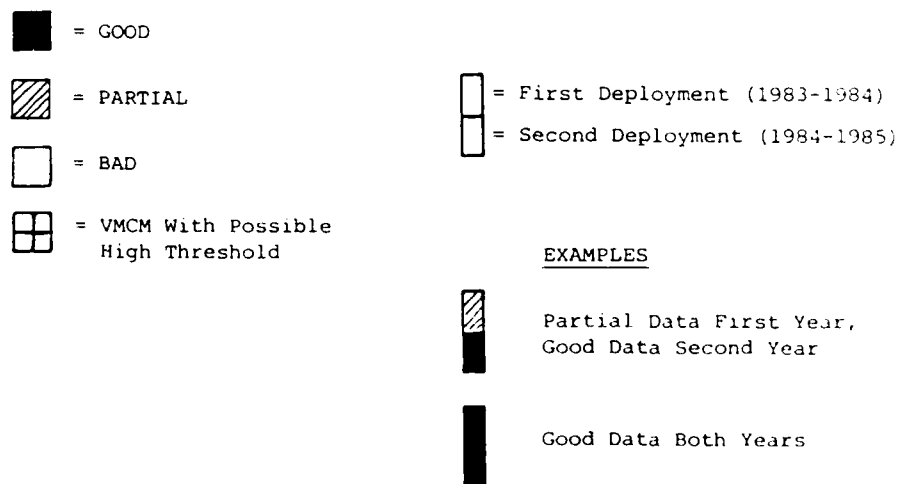 = GOOD
= PARTIAL
= BAD
= VMCM With Possible
High Threshold
= First Deployment (1983-1984)
= Second Deployment (1984-1985)
EXAMPLES
Partial Data First Year,
Good Data Second Year
Good Data Both Years